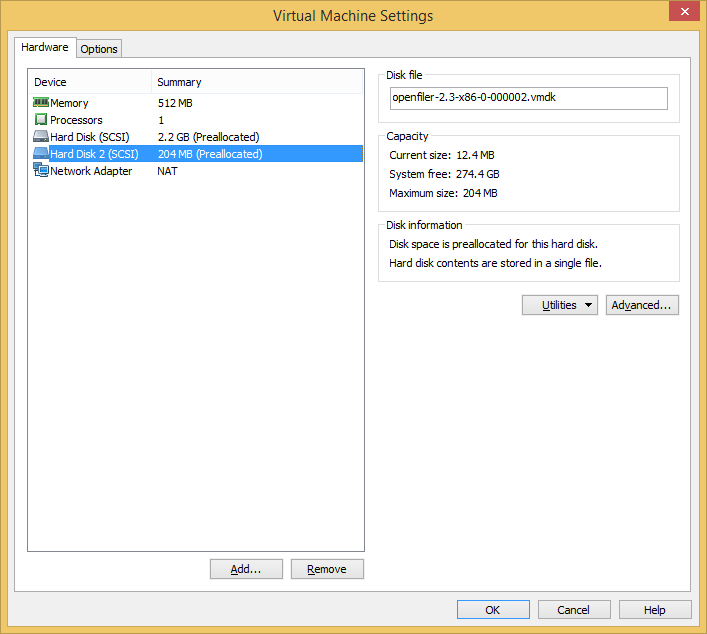 Virtual Machine Settings
Hardware
Options
Device Summary
Memory 512 MB
Processors 1
Hard Disk (SCSI) 2.2 GB (Preallocated)
Hard Disk 2 (SCSI) 204 MB (Preallocated)
Network Adapter NAT
Add... Remove
Disk file
openfiler-2.3-x86-0-000002.vmdk
Capacity
Current size: 12.4 MB
System free: 274.4 GB
Maximum size: 204 MB
Disk information
Disk space is preallocated for this hard disk.
Hard disk contents are stored in a single file.
Utilities Advanced...
OK Cancel Help